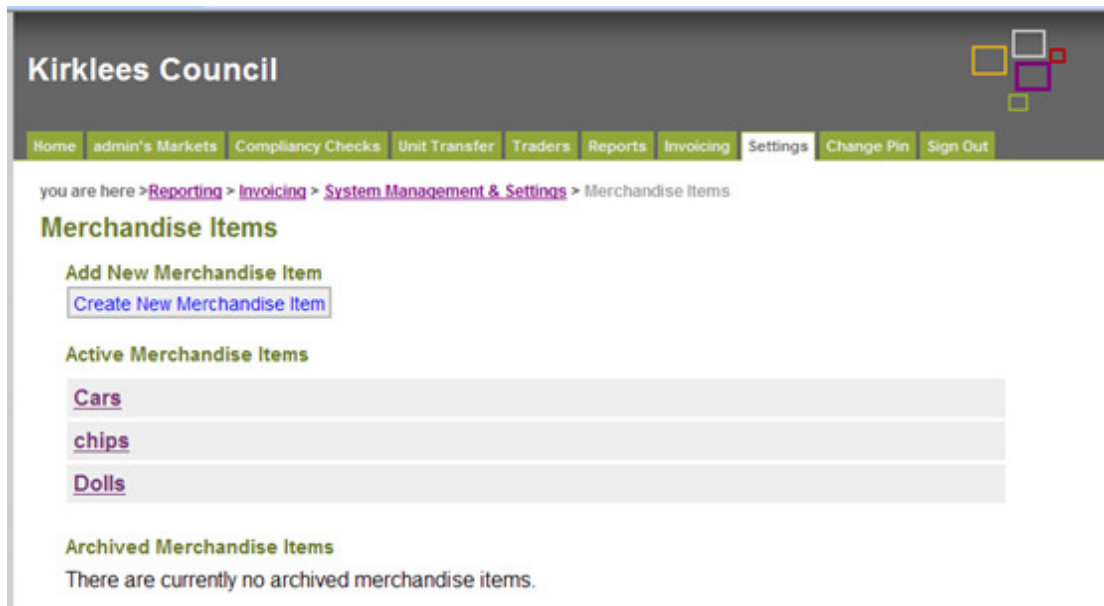 Kirklees Council
Home admin's Markets Compliancy Checks Unit Transfer Traders Reports Invoicing Settings Change Pin Sign Out
you are here >Reporting > Invoicing > System Management & Settings > Merchandise Items
Merchandise Items
Add New Merchandise Item
Create New Merchandise Item
Active Merchandise Items
Cars
chips
Dolls
Archived Merchandise Items
There are currently no archived merchandise items.